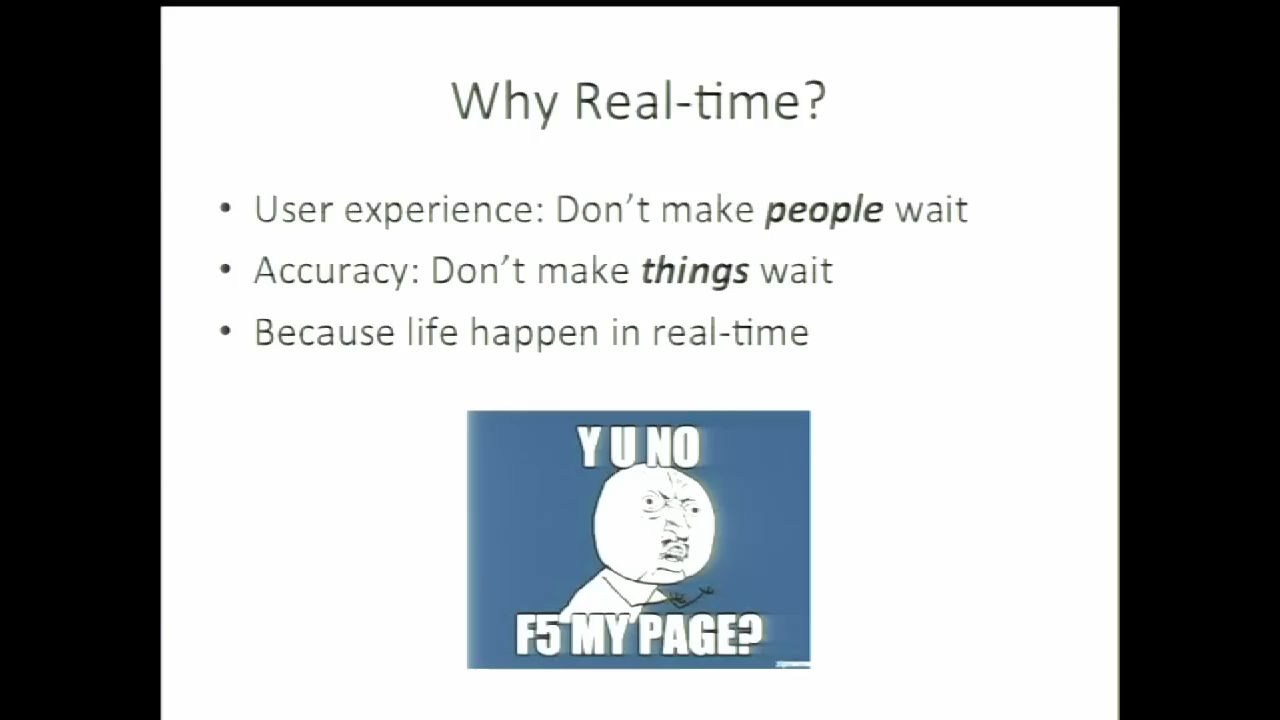 Why Real-time?
• User experience: Don't make people wait
• Accuracy: Don't make things wait
• Because life happen in real-time
Y U NO
F5 MY PAGE?